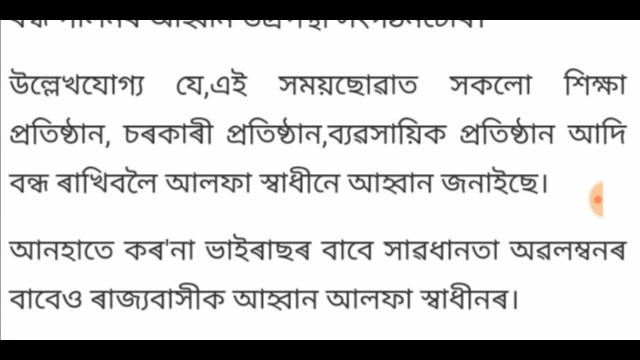 উল্লেখযোগ্য যে,এই সময়ছোৱাত সকলো শিক্ষা
প্ৰতিষ্ঠান, চৰকাৰী প্ৰতিষ্ঠান,ব্যৱসায়িক প্ৰতিষ্ঠান আদি
বন্ধ ৰাখিবলৈ আলফা স্বাধীনে আহ্বান জনাইছে।
আনহাতে কৰ'না ভাইৰাছৰ বাবে সাৱধানতা অৱলম্বনৰ
বাবেও ৰাজ্যবাসীক আহ্বান আলফা স্বাধীনৰ।